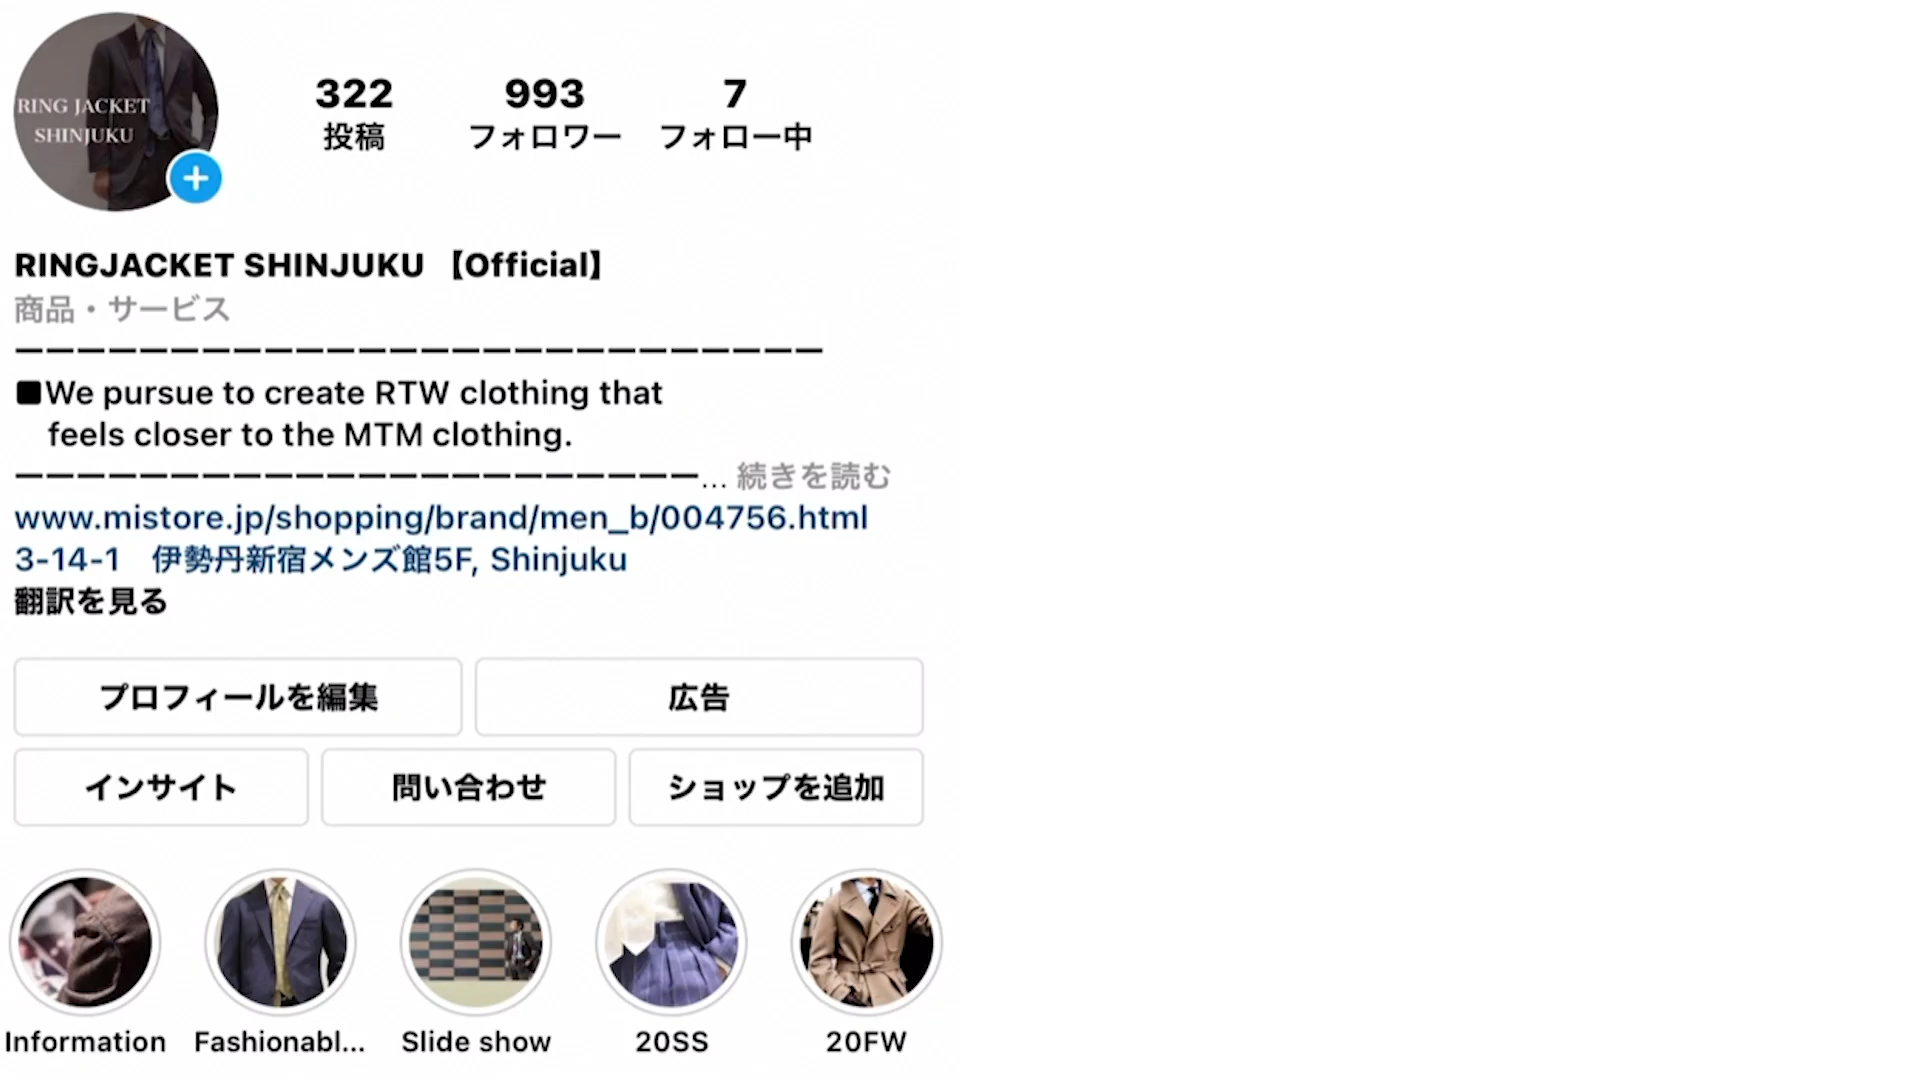 RING JACKET
SHINJUKU
322
投稿
993
フォロワー
7
フォロー中
RINGJACKET SHINJUKU 【Official】
商品・サービス
ーーーーーーーーーーーーーーーーーーーーーーーーーー
■We pursue to create RTW clothing that
feels closer to the MTM clothing.
ーーーーーーーーーーーーーーーーーーーーーー... 続きを読む
www.mistore.jp/shopping/brand/men_b/004756.html
3-14-1　伊勢丹新宿メンズ館5F, Shinjuku
翻訳を見る
プロフィールを編集
広告
インサイト
問い合わせ
ショップを追加
Information
Fashionabl...
Slide show
20SS
20FW